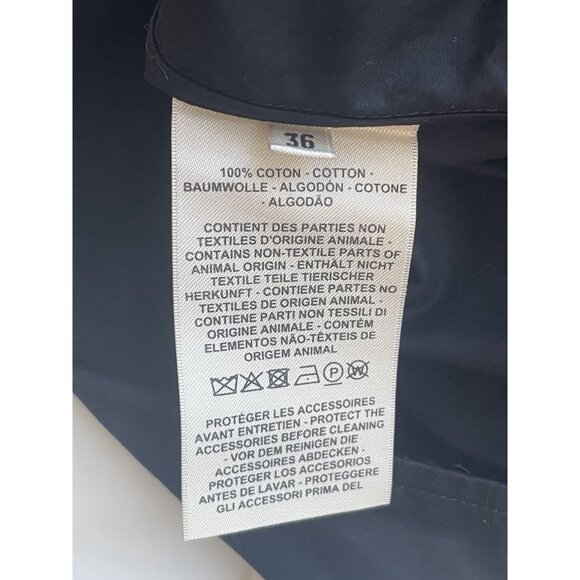 36
100% COTON - COTTON -
BAUMWOLLE - ALGODÓN - COTONE
- ALGODÃO
CONTIENT DES PARTIES NON
TEXTILES D'ORIGINE ANIMALE -
CONTAINS NON-TEXTILE PARTS OF
ANIMAL ORIGIN - ENTHÄLT NICHT
TEXTILE TEILE TIERISCHER
HERKUNFT - CONTIENE PARTES NO
TEXTILES DE ORIGEN ANIMAL -
CONTIENE PARTI NON TESSILI DI
ORIGINE ANIMALE - CONTÉM
ELEMENTOS NÃO-TÊXTEIS DE
ORIGEM ANIMAL
P W
PROTÉGER LES ACCESSOIRES
AVANT ENTRETIEN - PROTECT THE
ACCESSORIES BEFORE CLEANING
- VOR DEM REINIGEN DIE
ACCESSOIRES ABDECKEN -
PROTEGER LOS ACCESORIOS
ANTES DE LAVAR - PROTEGGERE
GLI ACCESSORI PRIMA DEL